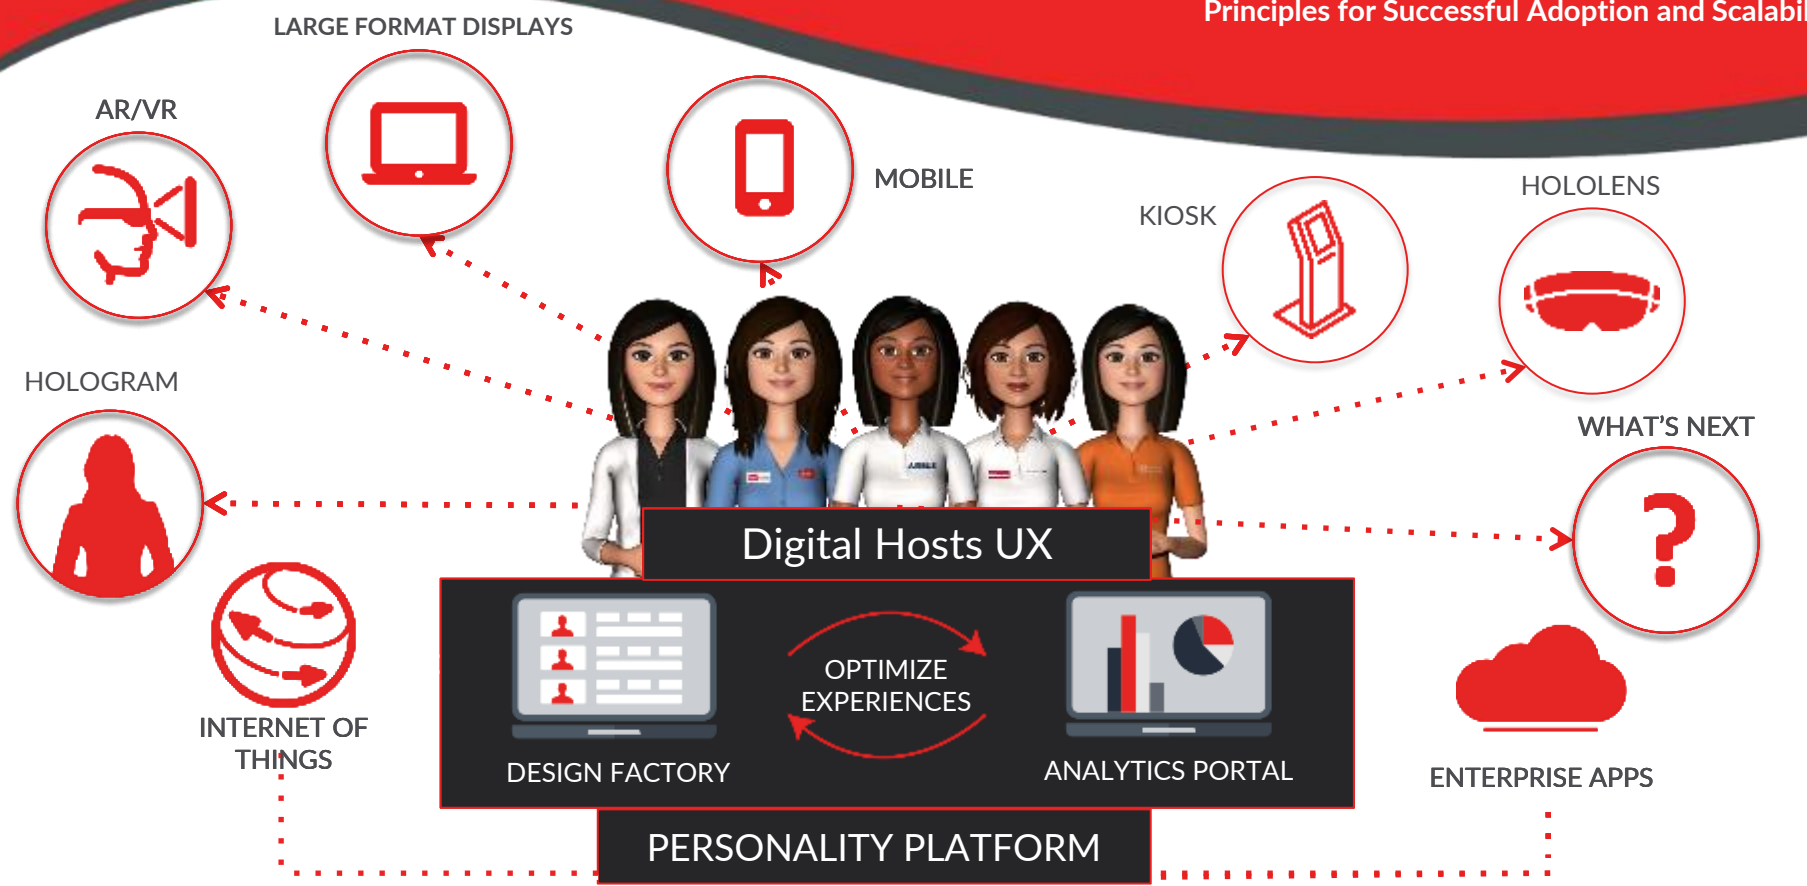 Principles for Successful Adoption and Scalabil
LARGE FORMAT DISPLAYS
AR/VR
MOBILE
KIOSK
HOLOLENS
HOLOGRAM
WHAT'S NEXT
Digital Hosts UX
OPTIMIZE
EXPERIENCES
INTERNET OF
THINGS
DESIGN FACTORY
ANALYTICS PORTAL
ENTERPRISE APPS
PERSONALITY PLATFORM